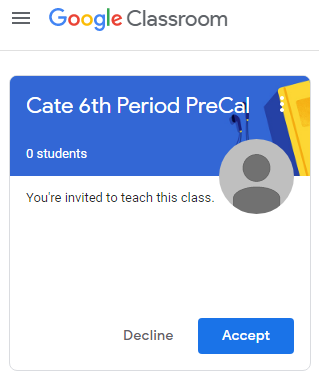 Google Classroom
Cate 6th Period PreCal
0 students
You're invited to teach this class.
Decline
Accept